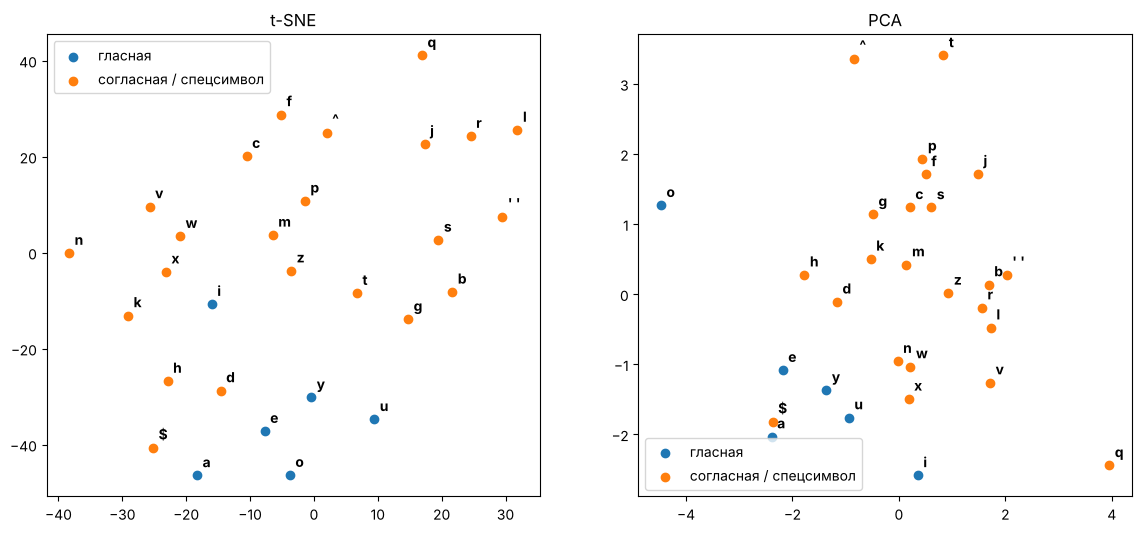 t-SNE
гласная
согласная / спецсимвол
q
f
^
l
r
j
c
p
v
' '
w
m
s
n
x
z
i
t
b
k
g
h
d
y
u
e
$
a
o
40
20
0
−20
−40
−40
−30
−20
−10
0
10
20
30
PCA
^
t
p
f
j
o
c
s
g
k
m
h
' '
b
z
d
r
l
n
w
e
y
x
v
u
$
a
i
q
гласная
согласная / спецсимвол
3
2
1
0
−1
−2
−4
−2
0
2
4